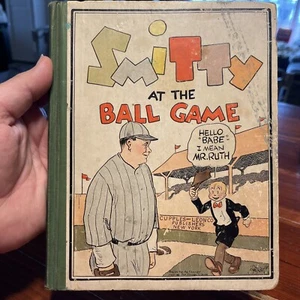 SMITTY
AT THE
BALL GAME
HELLO
"BABE"
I MEAN
MR. RUTH
CUPPLES-LEON CO
PUBLISHERS
NEW YORK